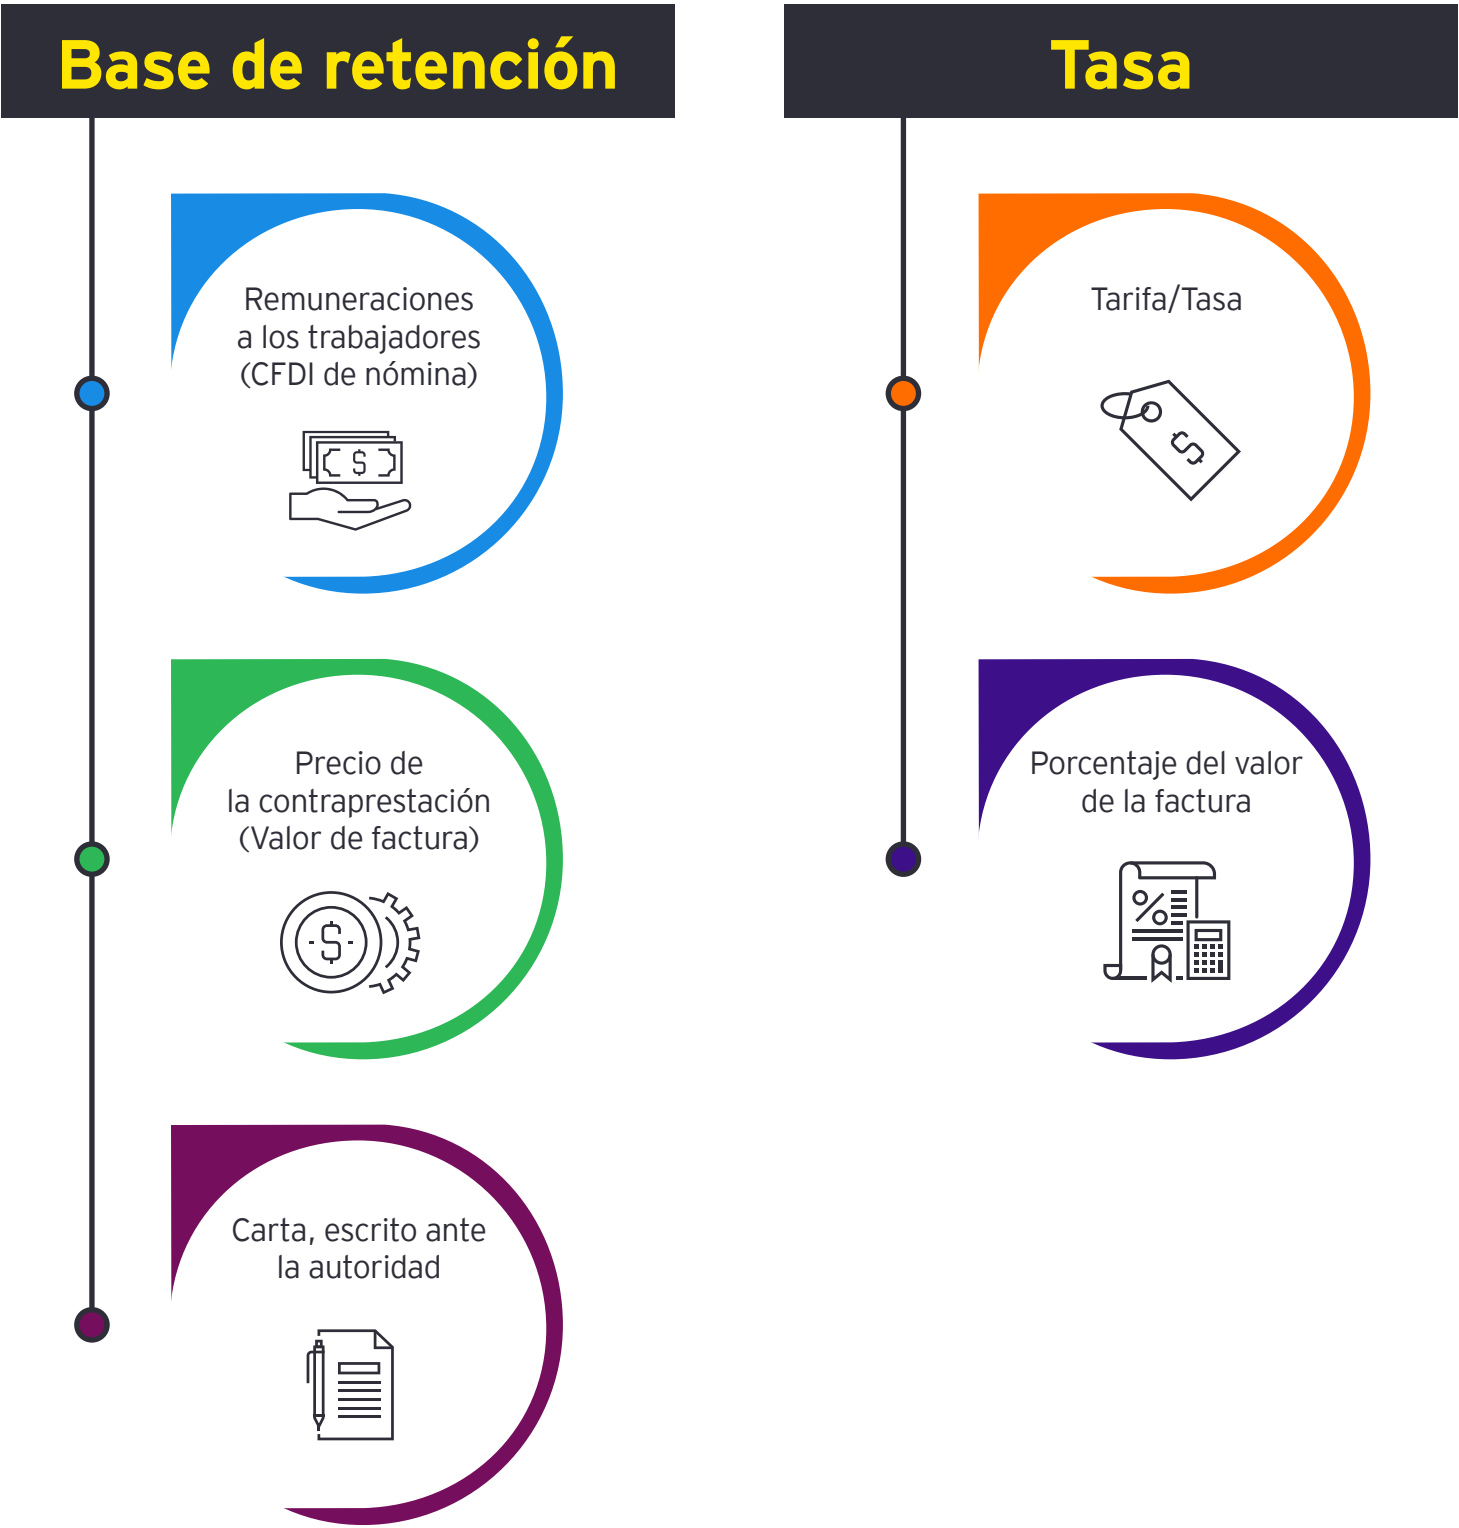 Base de retención
Remuneraciones
a los trabajadores
(CFDI de nómina)
Precio de
la contraprestación
(Valor de factura)
Carta, escrito ante
la autoridad
Tasa
Tarifa/Tasa
Porcentaje del valor
de la factura